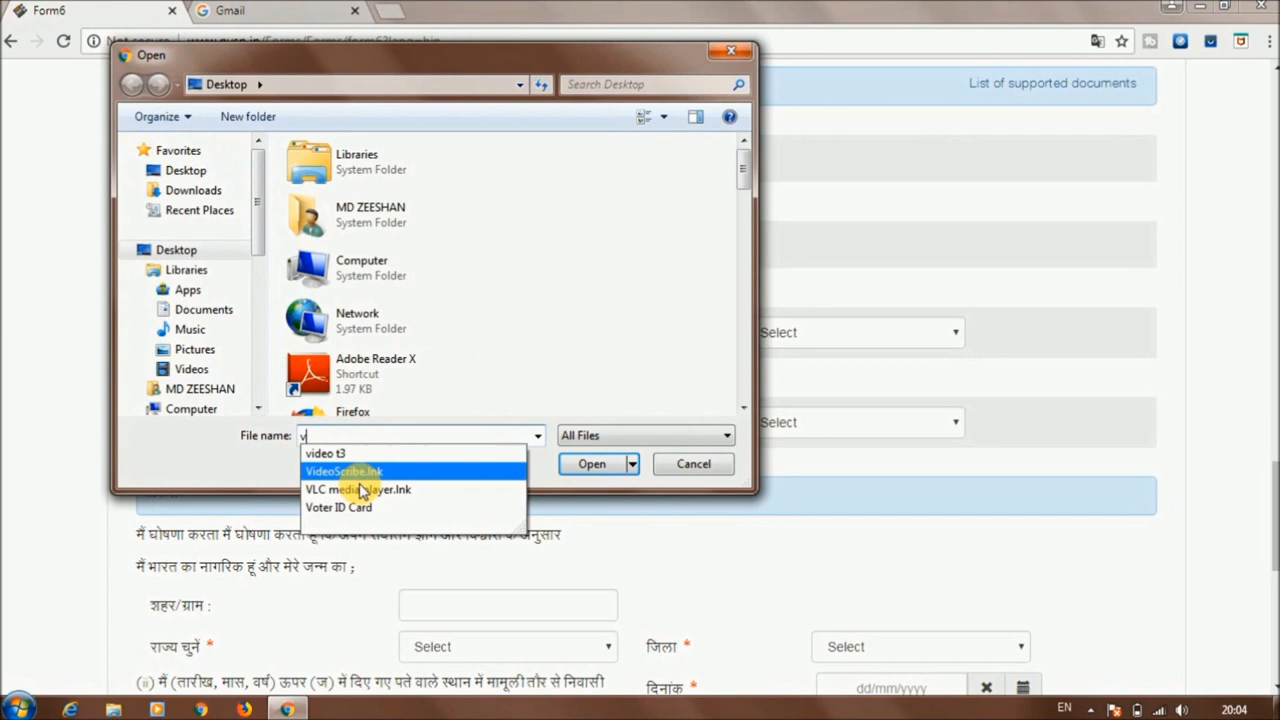 Form6
Gmail
Open
Desktop
Search Desktop
List of supported documents
Organize
New folder
Favorites
Desktop
Downloads
Recent Places
Desktop
Libraries
Apps
Documents
Music
Pictures
Videos
MD ZEESHAN
Computer
Libraries
System Folder
MD ZEESHAN
System Folder
Computer
System Folder
Network
System Folder
Adobe Reader X
Shortcut
1.97 KB
Firefox
Select
Select
File name: v
All Files
video t3
VideoScribe.lnk
VLC media player.lnk
Voter ID Card
Open
Cancel
मैं घोषणा करता मैं घोषणा करता
अनुसार
मैं भारत का नागरिक हूं और मेरे जन्म का ;
शहर/ग्राम :
राज्य चुनें * Select जिला * Select
(ii) मैं (तारीख, मास, वर्ष) ऊपर (ज) में दिए गए पते वाले स्थान में मामूली तौर से निवासी
दिनांक * dd/mm/yyyy
EN 20:04